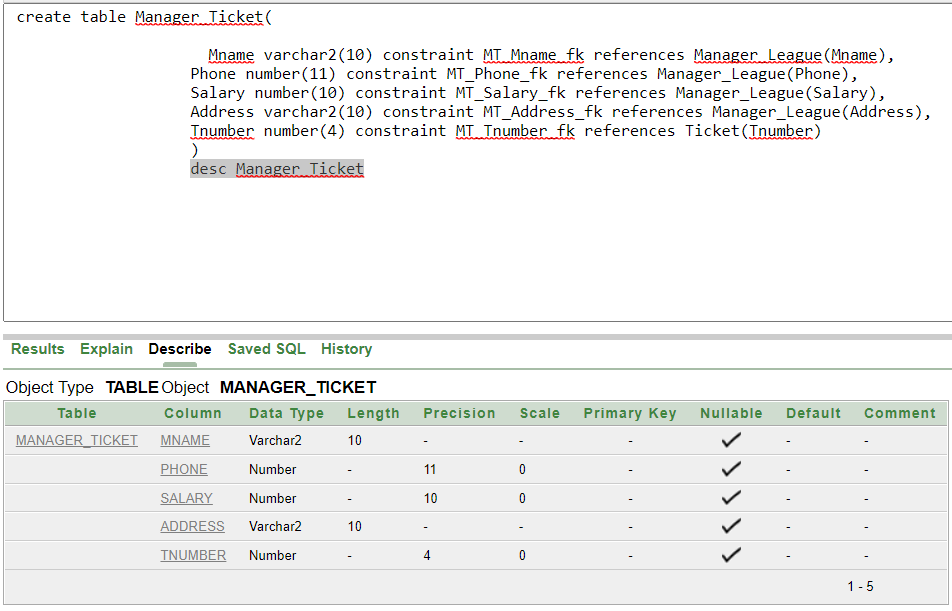 create table Manager_Ticket(
Mname varchar2(10) constraint MT_Mname_fk references Manager_League(Mname),
Phone number(11) constraint MT_Phone_fk references Manager_League(Phone),
Salary number(10) constraint MT_Salary_fk references Manager_League(Salary),
Address varchar2(10) constraint MT_Address_fk references Manager_League(Address),
Tnumber number(4) constraint MT_Tnumber_fk references Ticket(Tnumber)
)
desc Manager_Ticket
Results Explain Describe Saved SQL History
Object Type TABLE Object MANAGER_TICKET
Table Column Data Type Length Precision Scale Primary Key Nullable Default Comment
MANAGER_TICKET MNAME Varchar2 10 - - - - -
PHONE Number - 11 0 - - -
SALARY Number - 10 0 - - -
ADDRESS Varchar2 10 - - - - -
TNUMBER Number - 4 0 - - -
1 - 5